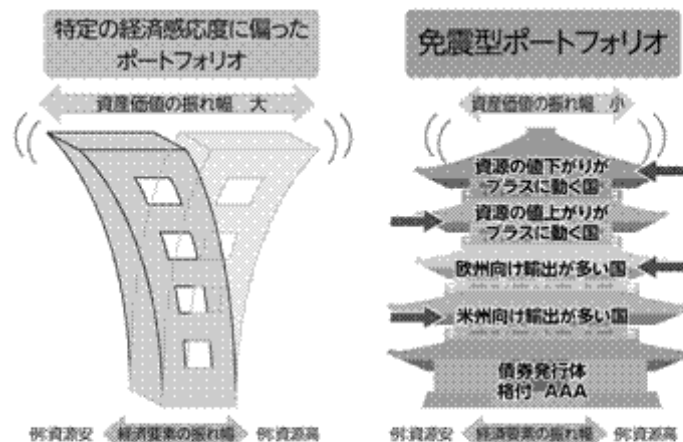 特定の経済感応度に偏った
ポートフォリオ
資産価値の振れ幅 大
例:資源安
経済要素の振れ幅
例:資源高
免震型ポートフォリオ
資産価値の振れ幅 小
資源の値下がりが
プラスに動く国
資源の値上がりが
プラスに動く国
欧州向け輸出が多い国
米州向け輸出が多い国
債券発行体
格付 AAA
例:資源安
経済要素の振れ幅
例:資源高